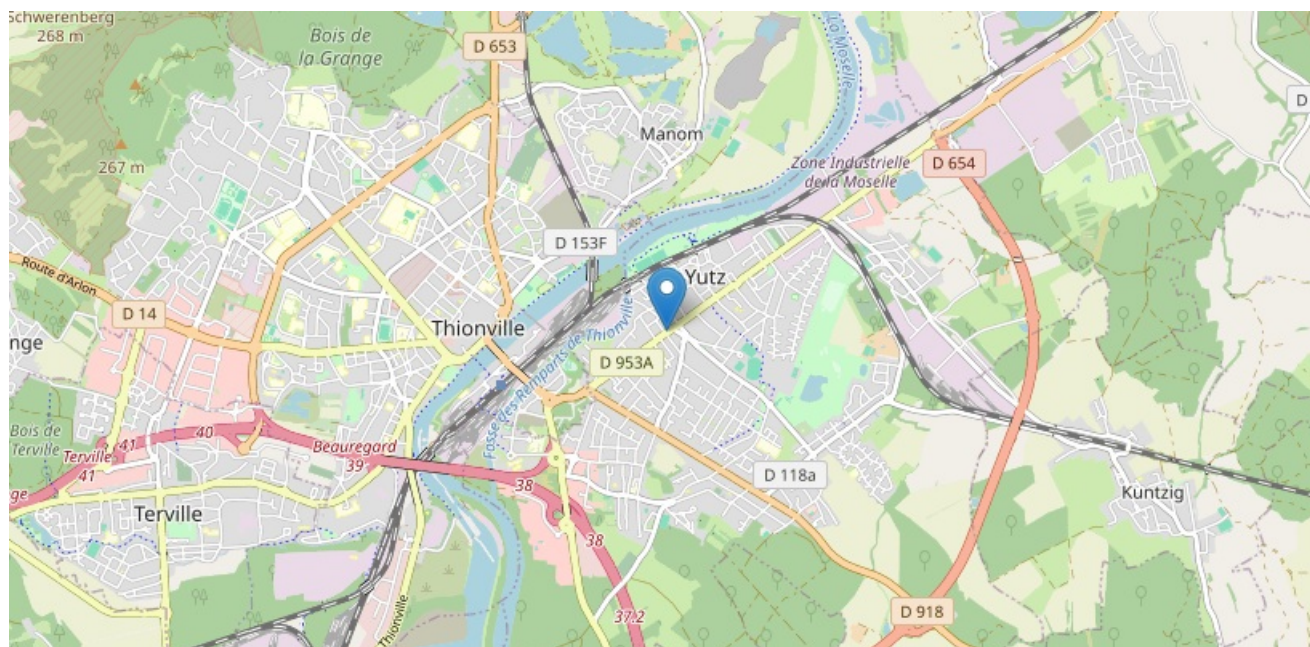 Schwerenberg
268 m
Bois de
la Grange
D 653
La Moselle
D
Manom
267 m
Zone Industrielle
de la Moselle
D 654
D 153F
Route d'Arlon
Yutz
D 14
Thionville
nge
D 953A
Fossé des Remparts de Thionville
Bois de
Terville
41
40
Beauregard
39
Terville
41
D 118a
ge
38
Kuntzig
Terville
38
D 918
37.2
Thionville